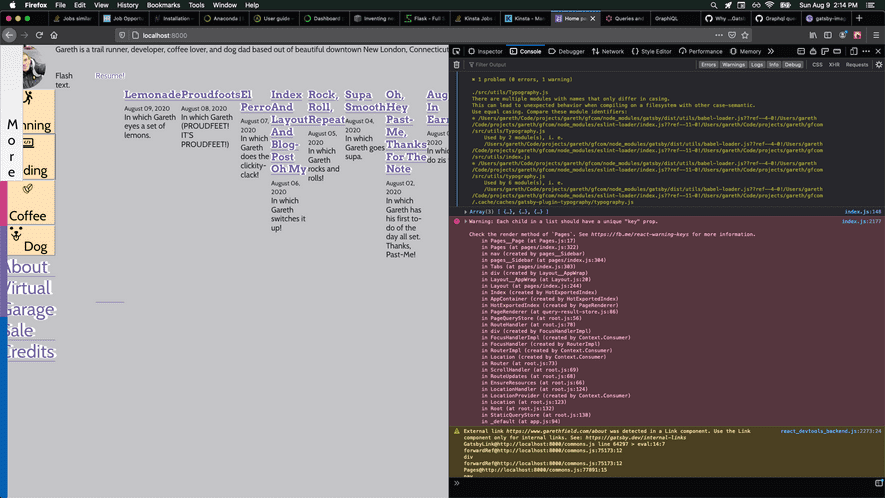 Firefox File Edit View History Bookmarks Tools Window Help
Sun Aug 9 2:14 PM
Jobs similar
Job Opport
Installation
Anaconda |
User guide
Dashboard
Inventing no
Flask - Full S
Kinsta Jobs
Kinsta - Ma
Home pa
Queries and
GraphiQL
Why ...Gatsb
Graphql que
gatsby-imag
localhost:8000
Gareth is a trail runner, developer, coffee lover, and dog dad based out of beautiful downtown New London, Connecticut
Flash text.
Resume!
More
nning
ding
Coffee
Dog
About
Virtual
Garage
Sale
Credits
Lemonade
August 09, 2020
In which Gareth eyes a set of lemons.
Proudfoots
August 08, 2020
In which Gareth (PROUDFEET! (IT'S PROUDFEET!)
El Perro
August 07, 2020
In which Gareth does the clickity-clack!
Index And Layout And Blog-Post Oh My
August 06, 2020
In which Gareth switches it up!
Rock, Roll, Repeat
August 05, 2020
In which Gareth rocks and rolls!
Supa Smooth
August 04, 2020
In which Gareth goes supa.
Oh, Hey Past-Me, Thanks For The Note
August 02, 2020
In which Gareth has his first to-do of the day all set. Thanks, Past-Me!
Aug In Ear
August 0
In which do zis
Inspector Console Debugger Network Style Editor Performance Memory
Filter Output
Errors Warnings Logs Info Debug CSS XHR Requests
1 problem (0 errors, 1 warning)
./src/utils/Typography.js
There are multiple modules with names that only differ in casing.
This can lead to unexpected behavior when compiling on a filesystem with other case-semantic.
Use equal casing. Compare these module identifiers:
* /Users/gareth/Code/projects/gareth/gfcom/node_modules/gatsby/dist/utils/babel-loader.js??ref--4-0!/Users/gareth
/Code/projects/gareth/gfcom/node_modules/eslint-loader/index.js??ref--11-0!/Users/gareth/Code/projects/gareth/gfcom
/src/utils/Typography.js
Used by 2 module(s), i. e.
/Users/gareth/Code/projects/gareth/gfcom/node_modules/gatsby/dist/utils/babel-loader.js??ref--4-0!/Users/gareth
/Code/projects/gareth/gfcom/node_modules/eslint-loader/index.js??ref--11-0!/Users/gareth/Code/projects/gareth/gfcom
/src/utils/index.js
* /Users/gareth/Code/projects/gareth/gfcom/node_modules/gatsby/dist/utils/babel-loader.js??ref--4-0!/Users/gareth
/Code/projects/gareth/gfcom/node_modules/eslint-loader/index.js??ref--11-0!/Users/gareth/Code/projects/gareth/gfcom
/src/utils/typography.js
Used by 6 module(s), i. e.
/Users/gareth/Code/projects/gareth/gfcom/node_modules/gatsby/dist/utils/babel-loader.js??ref--4-0!/Users/gareth/Code/projects/gareth/gfcom
/.cache/caches/gatsby-plugin-typography/typography.js
Array(3) [ {…}, {…}, {…} ] index.js:148
Warning: Each child in a list should have a unique "key" prop. index.js:2177
Check the render method of `Pages`. See https://fb.me/react-warning-keys for more information.
in Pages__Page (at Pages.js:17)
in Pages (at pages/index.js:322)
in nav (created by pages__Sidebar)
in pages__Sidebar (at pages/index.js:304)
in Tabs (at pages/index.js:303)
in div (created by Layout__AppWrap)
in Layout__AppWrap (at Layout.js:20)
in Layout (at pages/index.js:244)
in Index (created by HotExportedIndex)
in AppContainer (created by HotExportedIndex)
in HotExportedIndex (created by PageRenderer)
in PageRenderer (at query-result-store.js:86)
in PageQueryStore (at root.js:56)
in RouteHandler (at root.js:78)
in div (created by FocusHandlerImpl)
in FocusHandlerImpl (created by Context.Consumer)
in FocusHandler (created by RouterImpl)
in RouterImpl (created by Context.Consumer)
in Location (created by Context.Consumer)
in Router (at root.js:73)
in ScrollHandler (at root.js:69)
in RouteUpdates (at root.js:68)
in EnsureResources (at root.js:66)
in LocationHandler (at root.js:124)
in LocationProvider (created by Context.Consumer)
in Location (at root.js:123)
in Root (at root.js:132)
in StaticQueryStore (at root.js:138)
in _default (at app.js:94)
External link https://www.garethfield.com/about was detected in a Link component. Use the Link react_devtools_backend.js:2273:24
component only for internal links. See: https://gatsby.dev/internal-links
GatsbyLink@http://localhost:8000/commons.js line 64297 > eval:14:7
forwardRef@http://localhost:8000/commons.js:75173:12
div
forwardRef@http://localhost:8000/commons.js:75173:12
Pages@http://localhost:8000/commons.js:77891:15
nav